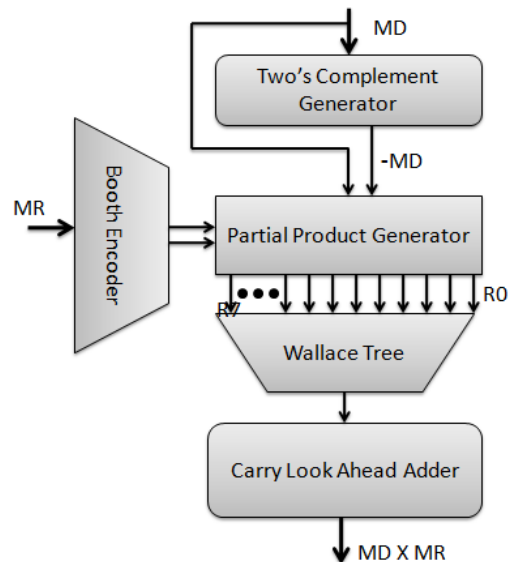 MD
Two's Complement
Generator
-MD
MR
Booth Encoder
Partial Product Generator
R7
R0
Wallace Tree
Carry Look Ahead Adder
MD X MR